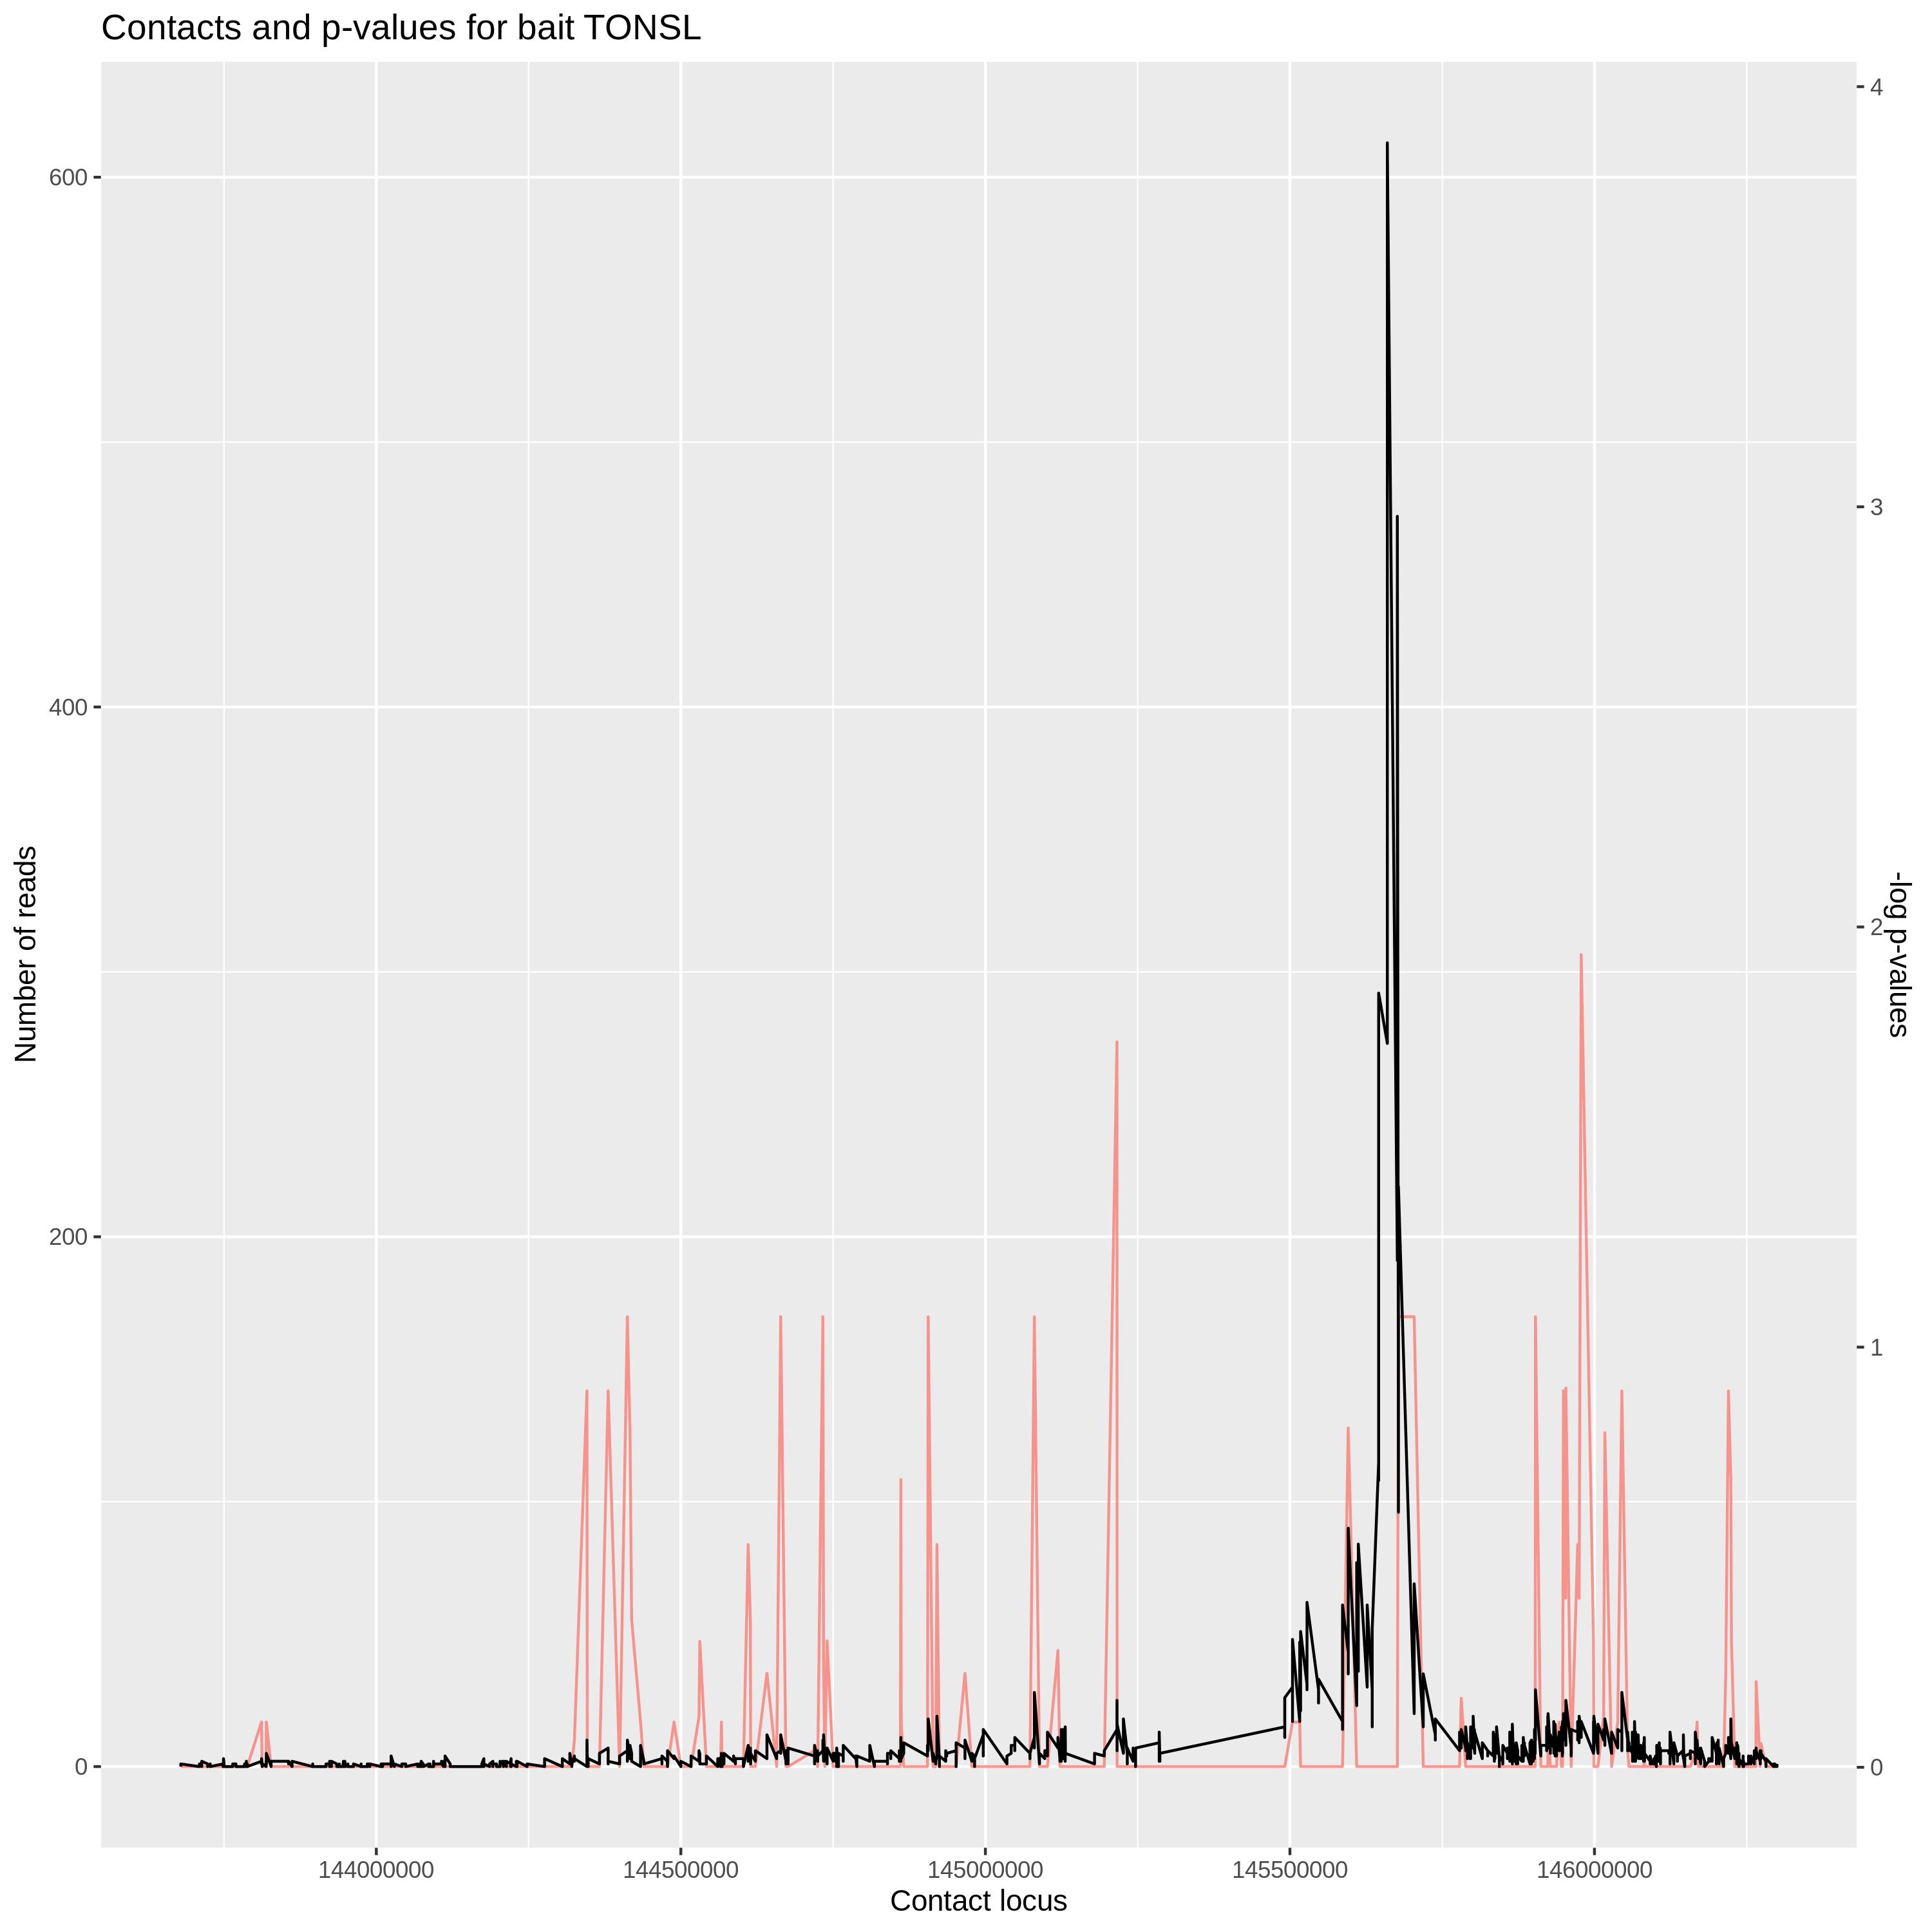 Contacts and p-values for bait TONSL
600
400
200
0
Number of reads
4
3
2
1
0
-log p-values
144000000 144500000 145000000 145500000 146000000
Contact locus